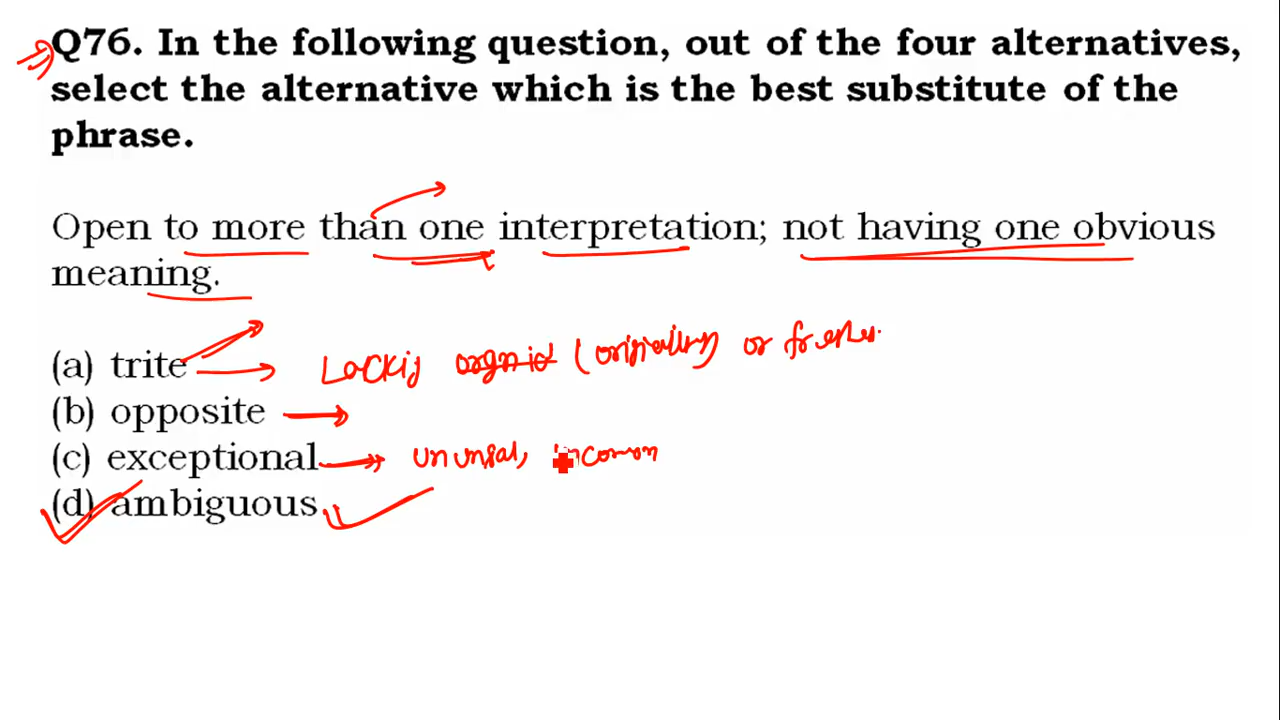 Q76. In the following question, out of the four alternatives,
select the alternative which is the best substitute of the
phrase.
Open to more than one interpretation; not having one obvious
meaning.
(a) trite Lacking (originality) or
(b) opposite
(c) exceptional unusual, incomon
(d) ambiguous